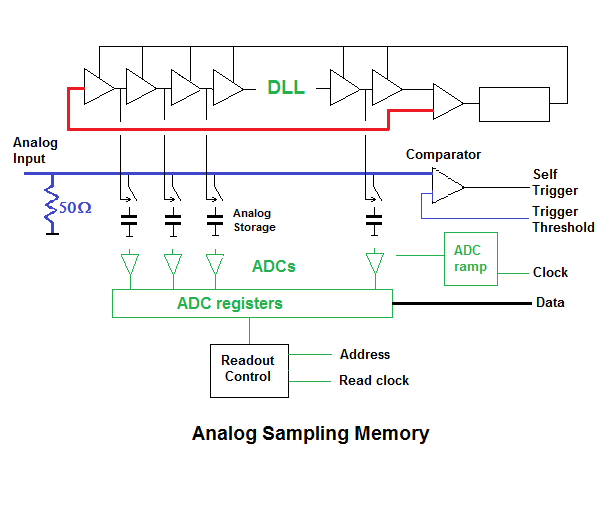 DLL
Analog
Input
Comparator
Self
Trigger
50Ω
Analog
Storage
Trigger
Threshold
ADCs
ADC
ramp
Clock
ADC registers
Data
Readout
Control
Address
Read clock
Analog Sampling Memory